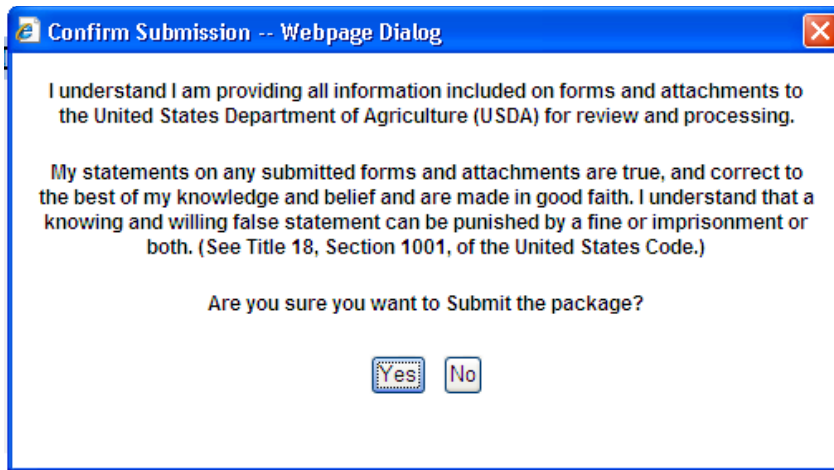 Confirm Submission -- Webpage Dialog
I understand I am providing all information included on forms and attachments to
the United States Department of Agriculture (USDA) for review and processing.
My statements on any submitted forms and attachments are true, and correct to
the best of my knowledge and belief and are made in good faith. I understand that a
knowing and willing false statement can be punished by a fine or imprisonment or
both. (See Title 18, Section 1001, of the United States Code.)
Are you sure you want to Submit the package?
Yes No